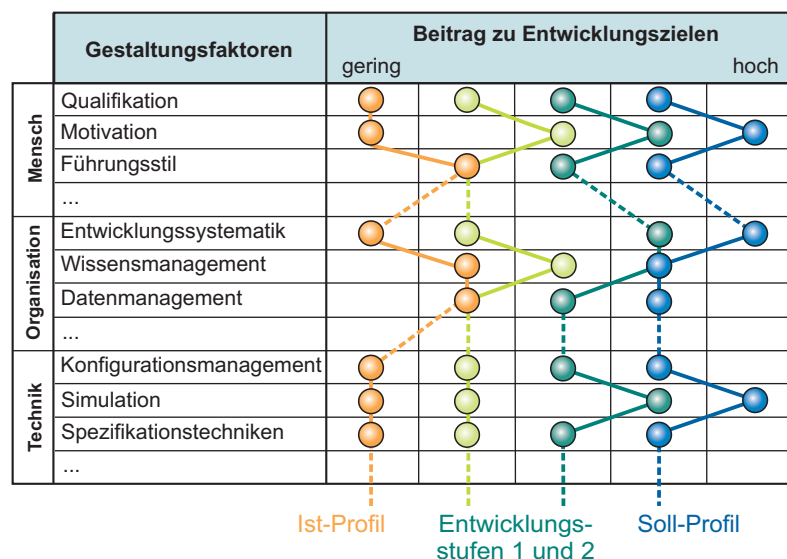 Gestaltungsfaktoren
Beitrag zu Entwicklungszielen
gering hoch
Mensch
Qualifikation
Motivation
Führungsstil
...
Organisation
Entwicklungssystematik
Wissensmanagement
Datenmanagement
...
Technik
Konfigurationsmanagement
Simulation
Spezifikationstechniken
...
Ist-Profil
Entwicklungs-
stufen 1 und 2
Soll-Profil